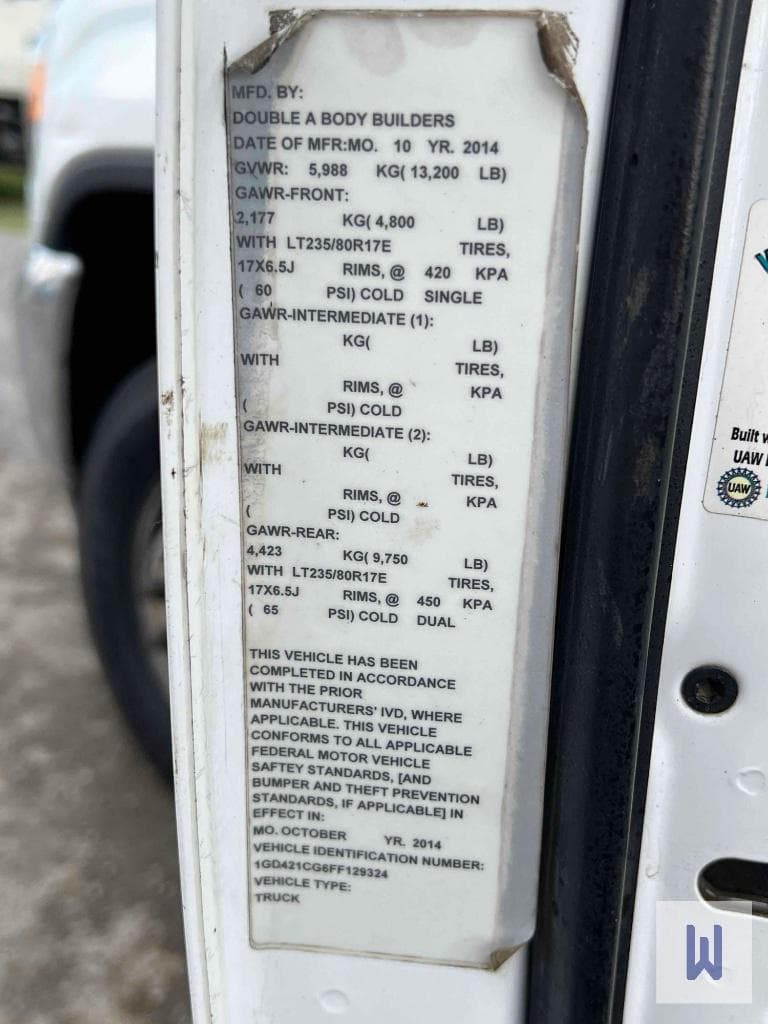 MFD. BY:
DOUBLE A BODY BUILDERS
DATE OF MFR:MO. 10 YR. 2014
GVWR: 5,988 KG( 13,200 LB)
GAWR-FRONT:
2,177 KG( 4,800 LB)
WITH LT235/80R17E TIRES,
17X6.5J RIMS, @ 420 KPA
( 60 PSI) COLD SINGLE
GAWR-INTERMEDIATE (1):
KG( LB)
WITH TIRES,
RIMS, @ KPA
( PSI) COLD
GAWR-INTERMEDIATE (2):
KG( LB)
WITH TIRES,
RIMS, @ KPA
( PSI) COLD
GAWR-REAR:
4,423 KG( 9,750 LB)
WITH LT235/80R17E TIRES,
17X6.5J RIMS, @ 450 KPA
( 65 PSI) COLD DUAL
THIS VEHICLE HAS BEEN
COMPLETED IN ACCORDANCE
WITH THE PRIOR
MANUFACTURERS' IVD, WHERE
APPLICABLE. THIS VEHICLE
CONFORMS TO ALL APPLICABLE
FEDERAL MOTOR VEHICLE
SAFTEY STANDARDS, [AND
BUMPER AND THEFT PREVENTION
STANDARDS, IF APPLICABLE] IN
EFFECT IN:
MO. OCTOBER YR. 2014
VEHICLE IDENTIFICATION NUMBER:
1GD421CG6FF129324
VEHICLE TYPE:
TRUCK
Built
UAW
UAW
W